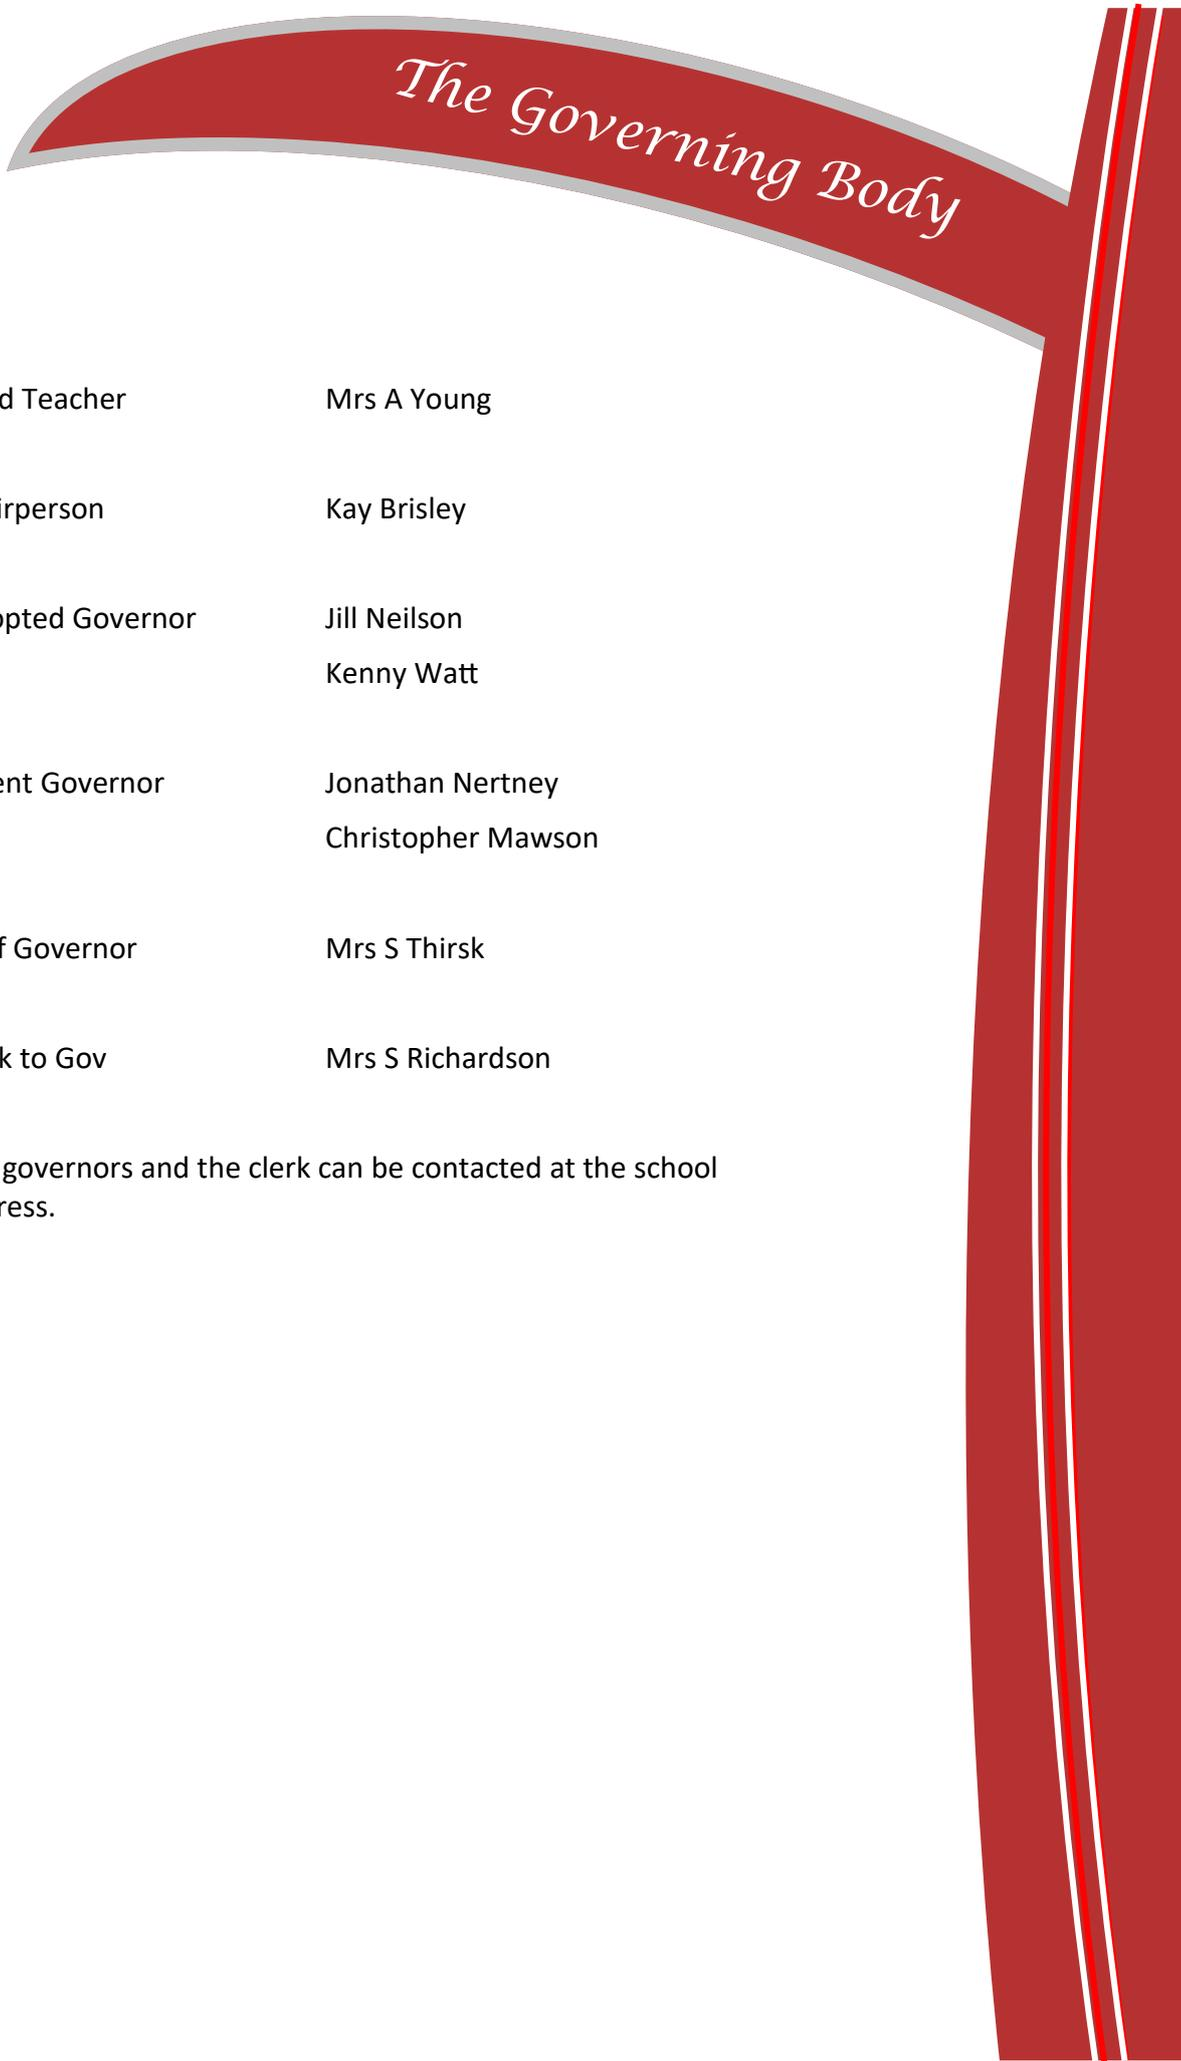 The Governing Body
d Teacher Mrs A Young
irperson Kay Brisley
opted Governor Jill Neilson
Kenny Watt
ent Governor Jonathan Nertney
Christopher Mawson
f Governor Mrs S Thirsk
k to Gov Mrs S Richardson
governors and the clerk can be contacted at the school
ress.